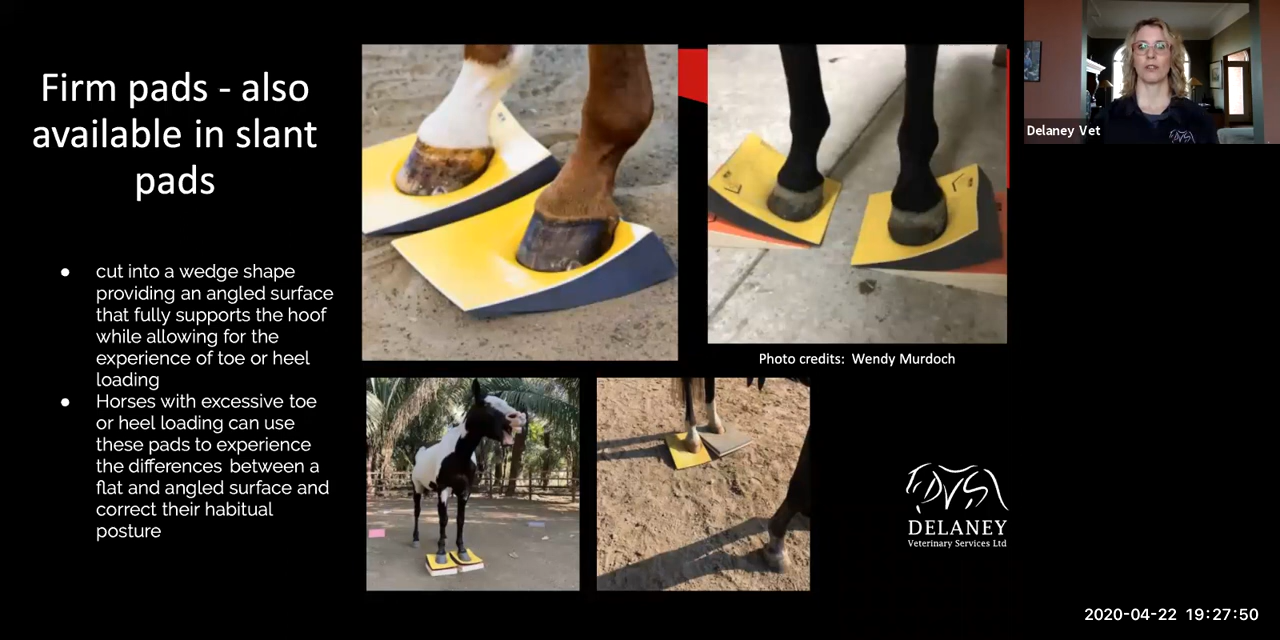 Firm pads - also
available in slant
pads
● cut into a wedge shape
providing an angled surface
that fully supports the hoof
while allowing for the
experience of toe or heel
loading
● Horses with excessive toe
or heel loading can use
these pads to experience
the differences between a
flat and angled surface and
correct their habitual
posture
Photo credits: Wendy Murdoch
DVS
DELANEY
Veterinary Services Ltd
Delaney Vet
2020-04-22 19:27:50